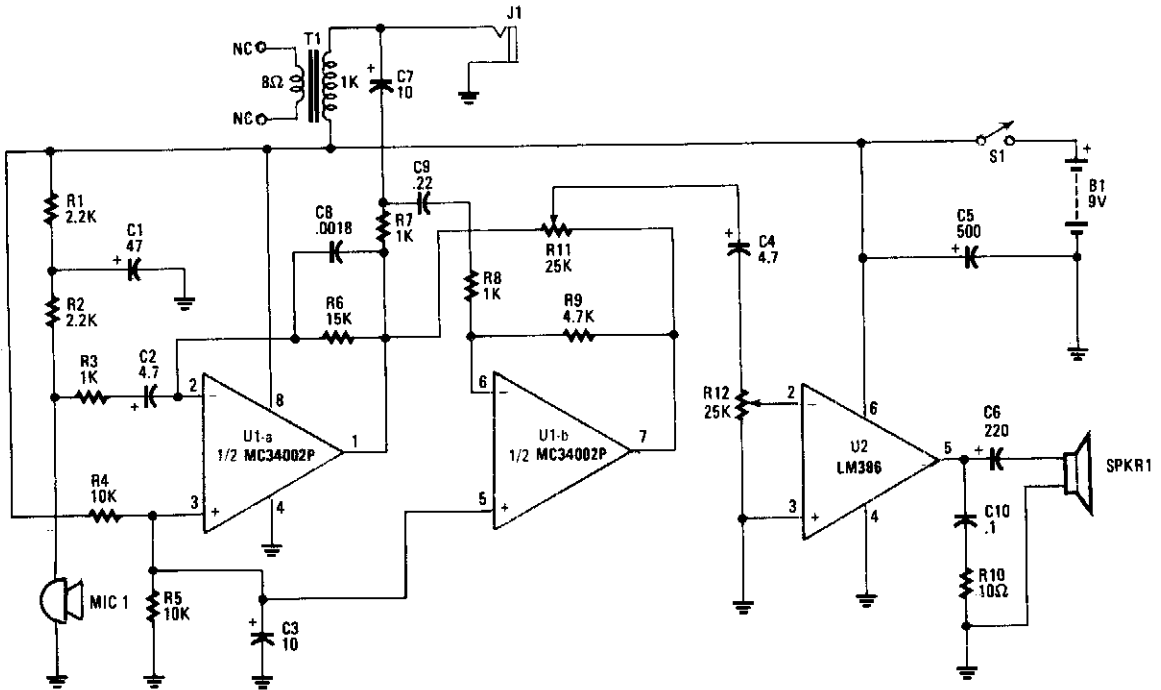 J1
T1
NC
8Ω
1K
NC
C7
10
+
S1
+
B1
9V
R1
2.2K
C1
47
+
C9
.22
C8
.0018
R7
1K
R11
25K
+
C4
4.7
C5
500
+
R2
2.2K
R6
15K
R8
1K
R9
4.7K
R3
1K
C2
4.7
+
2
−
8
U1-a
1/2 MC34002P
1
6
−
U1-b
1/2 MC34002P
7
R12
25K
2
−
6
U2
LM386
5
C6
220
+
SPKR1
R4
10K
3
+
4
5
+
3
+
4
C10
.1
MIC 1
R5
10K
+
C3
10
R10
10Ω